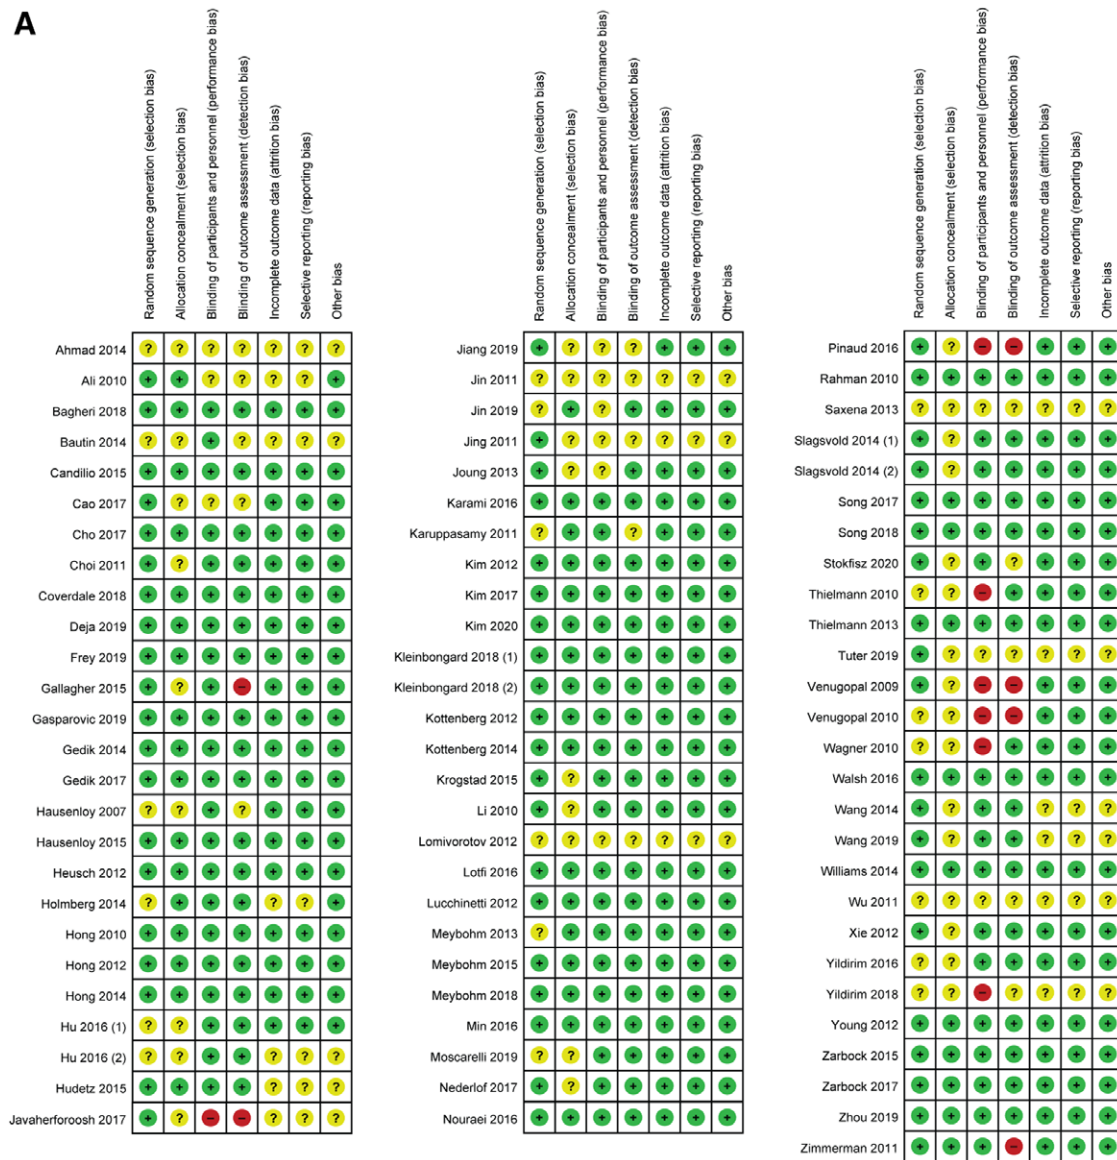 A
Random sequence generation (selection bias)
Allocation concealment (selection bias)
Blinding of participants and personnel (performance bias
Blinding of outcome assessment (detection bias)
Incomplete outcome data (attrition bias)
Selective reporting (reporting bias)
Other bias
Ahmad 2014 ? ? ? ? ? ? ?
Ali 2010 + + ? ? ? ? +
Bagheri 2018 + + + + + + +
Bautin 2014 ? ? + ? ? ? ?
Candilio 2015 + + + + + + +
Cao 2017 + ? ? ? + + +
Cho 2017 + + + + + + +
Choi 2011 + ? + + + + +
Coverdale 2018 + + + + + + +
Deja 2019 + + + + + + +
Frey 2019 + + + + + + +
Gallagher 2015 + ? + − + + +
Gasparovic 2019 + + + + + + +
Gedik 2014 + + + + + + +
Gedik 2017 + + + + + + +
Hausenloy 2007 ? ? + ? + + +
Hausenloy 2015 + + + + + + +
Heusch 2012 + + + + + + +
Holmberg 2014 ? + + + ? ? +
Hong 2010 + + + + + + +
Hong 2012 + + + + + + +
Hong 2014 + + + + + + +
Hu 2016 (1) ? ? + + + + +
Hu 2016 (2) ? ? + + ? ? ?
Hudetz 2015 + + + + ? ? ?
Javaherforoosh 2017 + ? − − ? ? ?
Random sequence generation (selection bias)
Allocation concealment (selection bias)
Blinding of participants and personnel (performance bias
Blinding of outcome assessment (detection bias)
Incomplete outcome data (attrition bias)
Selective reporting (reporting bias)
Other bias
Jiang 2019 + ? ? ? + + +
Jin 2011 ? ? ? ? ? ? ?
Jin 2019 ? + ? + + + +
Jing 2011 + ? ? ? ? ? ?
Joung 2013 + ? ? + + + +
Karami 2016 + + + + + + +
Karuppasamy 2011 ? + + ? + + +
Kim 2012 + + + + + + +
Kim 2017 + + + + + + +
Kim 2020 + + + + + + +
Kleinbongard 2018 (1) + + + + + + +
Kleinbongard 2018 (2) + + + + + + +
Kottenberg 2012 + + + + + + +
Kottenberg 2014 + + + + + + +
Krogstad 2015 + ? + + + + +
Li 2010 + ? + + + + +
Lomivorotov 2012 ? ? ? ? ? ? ?
Lotfi 2016 + + + + + + +
Lucchinetti 2012 + + + + + + +
Meybohm 2013 ? + + + + + +
Meybohm 2015 + + + + + + +
Meybohm 2018 + + + + + + +
Min 2016 + + + + + + +
Moscarelli 2019 ? ? + + + + +
Nederlof 2017 + ? + + + + +
Nouraei 2016 + + + + + + +
Random sequence generation (selection bias)
Allocation concealment (selection bias)
Blinding of participants and personnel (performance bias
Blinding of outcome assessment (detection bias)
Incomplete outcome data (attrition bias)
Selective reporting (reporting bias)
Other bias
Pinaud 2016 + ? − − + + +
Rahman 2010 + + + + + + +
Saxena 2013 ? ? ? ? ? ? ?
Slagsvold 2014 (1) + ? + + + + +
Slagsvold 2014 (2) + ? + + + + +
Song 2017 + + + + + + +
Song 2018 + + + + + + +
Stokfisz 2020 + ? + ? + + +
Thielmann 2010 ? ? − + + + +
Thielmann 2013 + + + + + + +
Tuter 2019 + ? ? ? ? ? ?
Venugopal 2009 + ? − − + + +
Venugopal 2010 ? ? − − + + +
Wagner 2010 ? ? − + + + +
Walsh 2016 + + + + + + +
Wang 2014 + ? + + ? ? ?
Wang 2019 + ? + + ? ? ?
Williams 2014 + + + + + + +
Wu 2011 ? ? ? ? ? ? ?
Xie 2012 + ? + + + + +
Yildirim 2016 ? ? + + + + +
Yildirim 2018 ? ? − ? ? ? ?
Young 2012 + + + + + + +
Zarbock 2015 + + + + + + +
Zarbock 2017 + + + + + + +
Zhou 2019 + + + + + + +
Zimmerman 2011 + + + − + + +